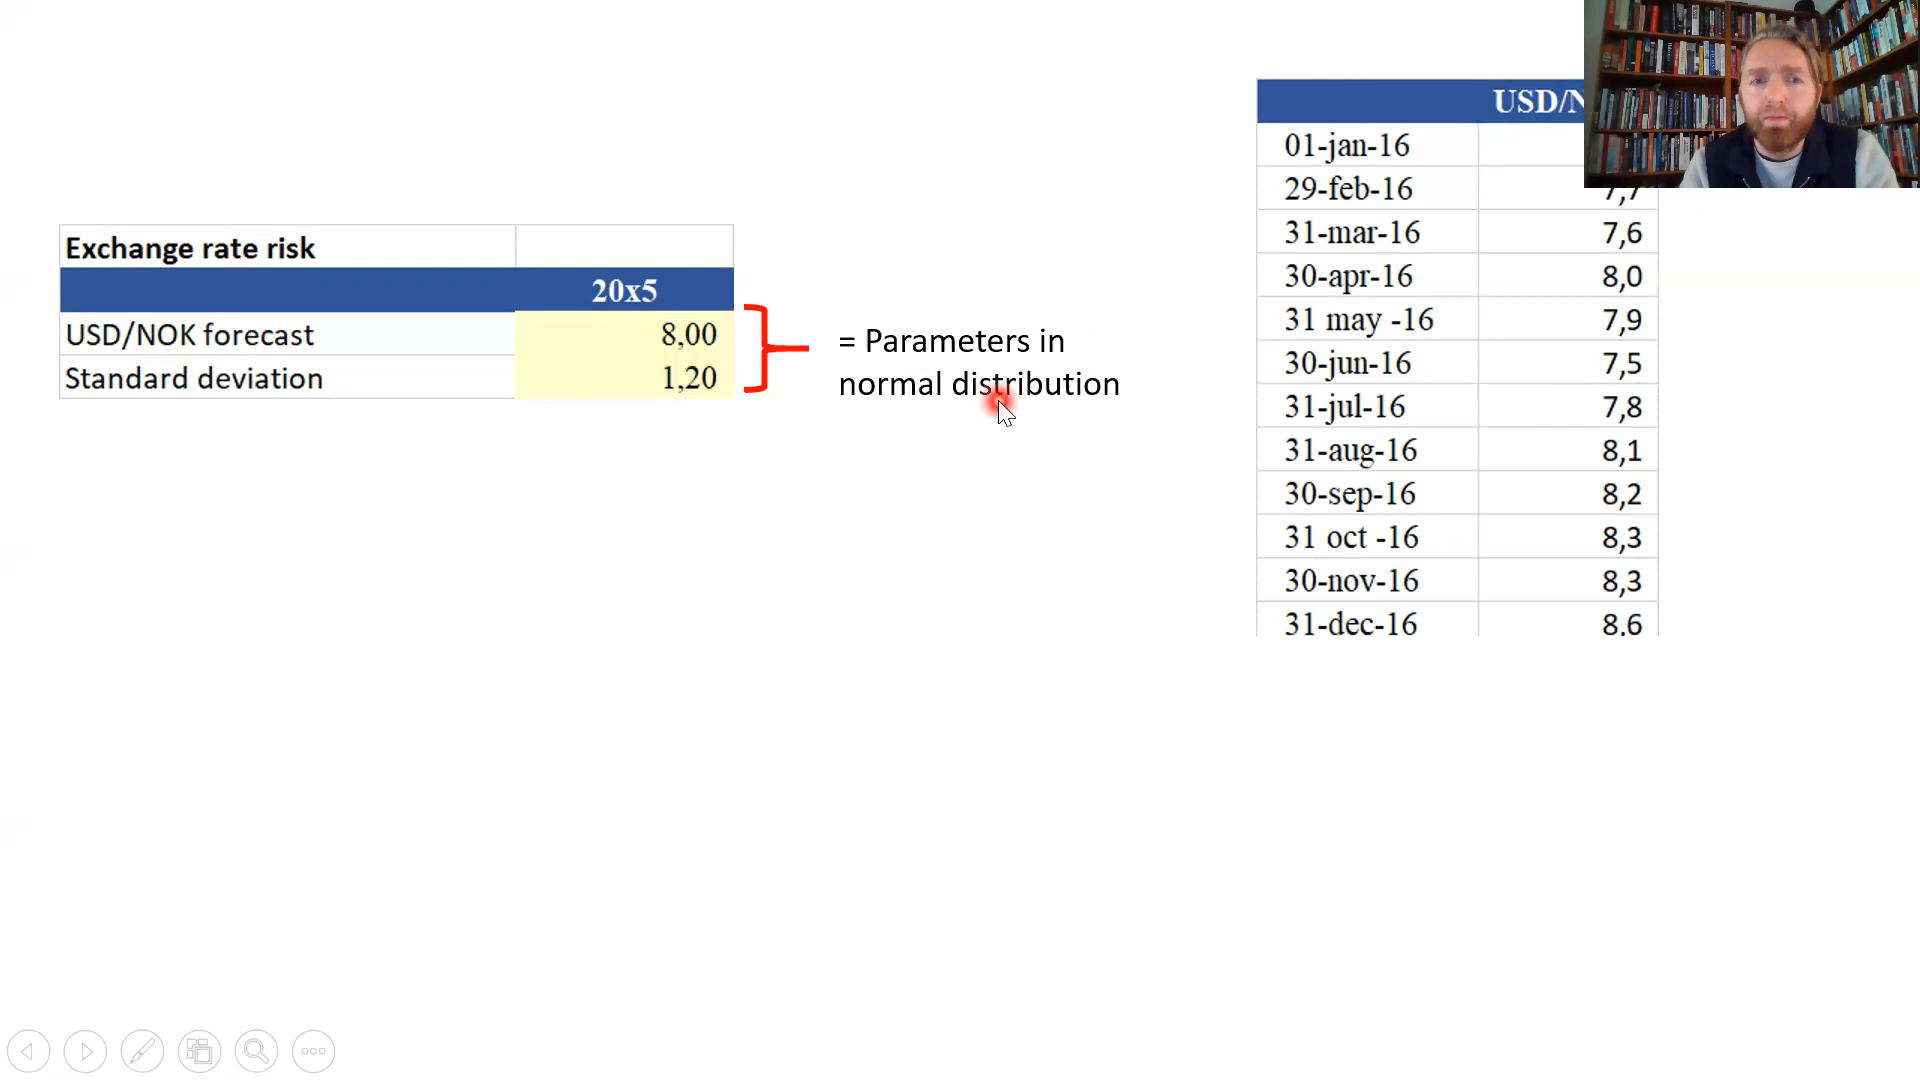 Exchange rate risk
20x5
USD/NOK forecast 8,00
Standard deviation 1,20
= Parameters in
normal distribution
01-jan-16
29-feb-16 7,7
31-mar-16 7,6
30-apr-16 8,0
31 may -16 7,9
30-jun-16 7,5
31-jul-16 7,8
31-aug-16 8,1
30-sep-16 8,2
31 oct -16 8,3
30-nov-16 8,3
31-dec-16 8.6